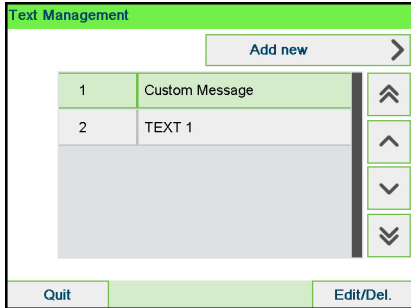 Text Management
Add new
1 Custom Message
2 TEXT 1
Quit Edit/Del.